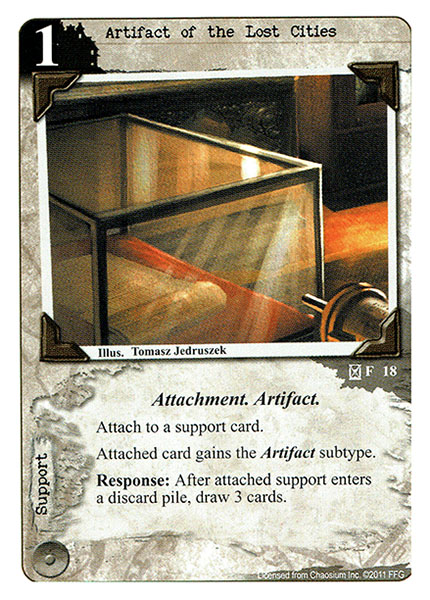 1
Artifact of the Lost Cities
Illus. Tomasz Jedruszek
F 18
Attachment. Artifact.
Attach to a support card.
Attached card gains the Artifact subtype.
Response: After attached support enters
a discard pile, draw 3 cards.
Support
Licensed from Chaosium Inc. ©2011 FFG